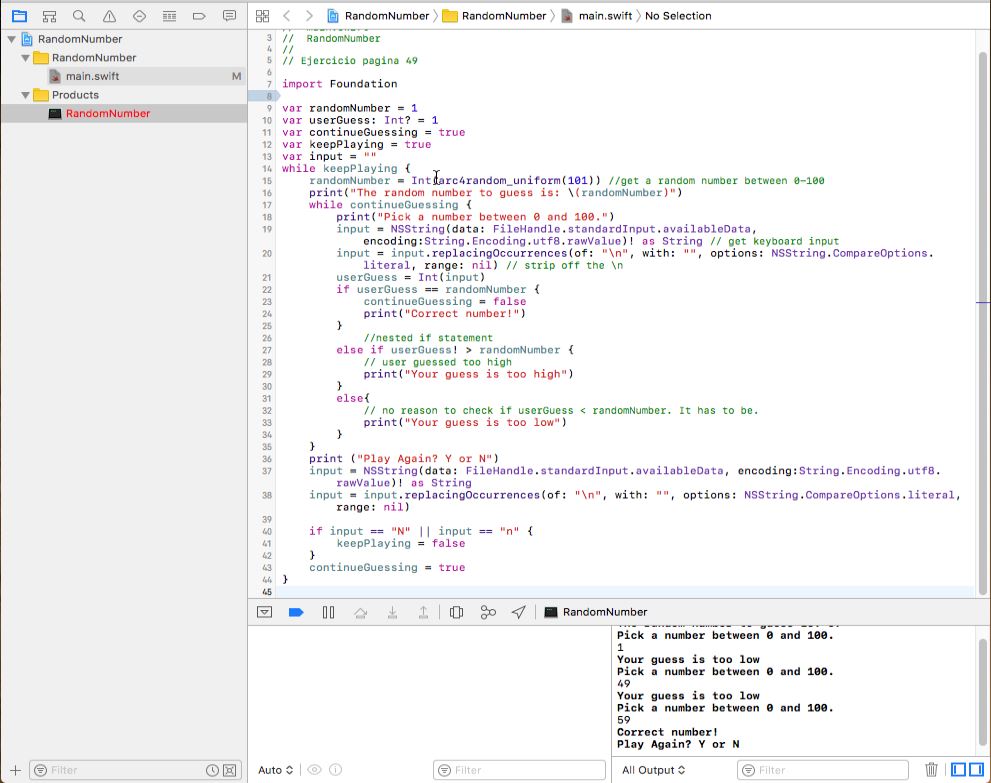 RandomNumber 〉 RandomNumber 〉 main.swift 〉 No Selection
RandomNumber
RandomNumber
main.swift M
Products
RandomNumber
3 // RandomNumber
4 //
5 // Ejercicio pagina 49
6
7 import Foundation
8
9 var randomNumber = 1
10 var userGuess: Int? = 1
11 var continueGuessing = true
12 var keepPlaying = true
13 var input = ""
14 while keepPlaying {
15 randomNumber = Int(arc4random_uniform(101)) //get a random number between 0-100
16 print("The random number to guess is: \(randomNumber)")
17 while continueGuessing {
18 print("Pick a number between 0 and 100.")
19 input = NSString(data: FileHandle.standardInput.availableData,
encoding:String.Encoding.utf8.rawValue)! as String // get keyboard input
20 input = input.replacingOccurrences(of: "\n", with: "", options: NSString.CompareOptions.
literal, range: nil) // strip off the \n
21 userGuess = Int(input)
22 if userGuess == randomNumber {
23 continueGuessing = false
24 print("Correct number!")
25 }
26 //nested if statement
27 else if userGuess! > randomNumber {
28 // user guessed too high
29 print("Your guess is too high")
30 }
31 else{
32 // no reason to check if userGuess < randomNumber. It has to be.
33 print("Your guess is too low")
34 }
35 }
36 print ("Play Again? Y or N")
37 input = NSString(data: FileHandle.standardInput.availableData, encoding:String.Encoding.utf8.
rawValue)! as String
38 input = input.replacingOccurrences(of: "\n", with: "", options: NSString.CompareOptions.literal,
range: nil)
39
40 if input == "N" || input == "n" {
41 keepPlaying = false
42 }
43 continueGuessing = true
44 }
45
RandomNumber
Pick a number between 0 and 100.
1
Your guess is too low
Pick a number between 0 and 100.
49
Your guess is too low
Pick a number between 0 and 100.
59
Correct number!
Play Again? Y or N
Filter
Auto
Filter
All Output
Filter